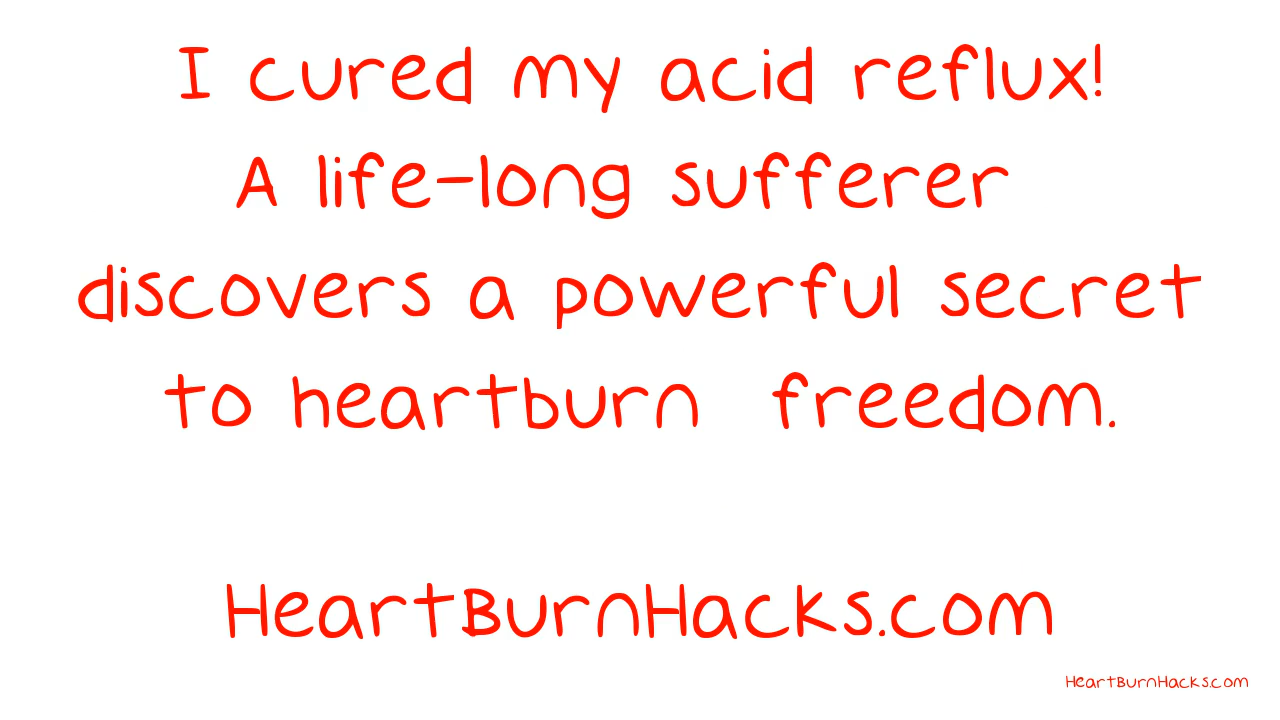 I cured my acid reflux!
A life-long sufferer
discovers a powerful secret
to heartburn freedom.
HeartBurnHacks.com
HeartBurnHacks.com